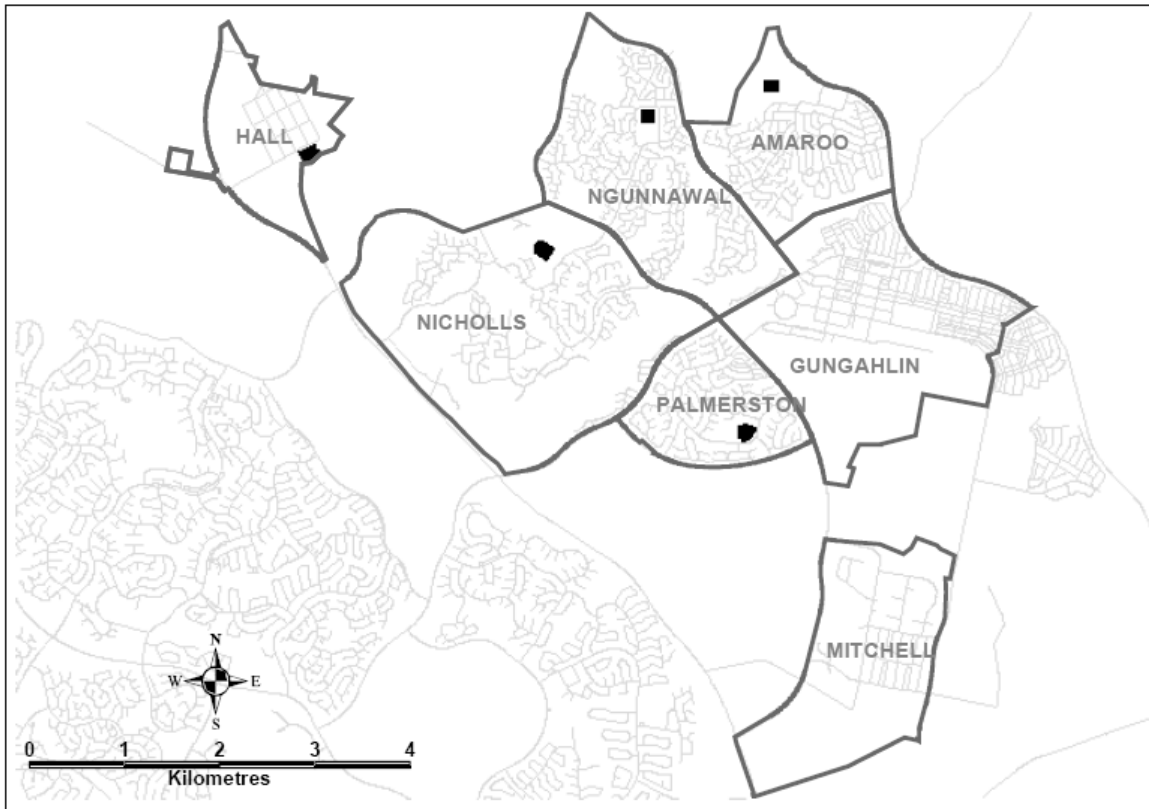 HALL
AMAROO
NGUNNAWAL
NICHOLLS
GUNGAHLIN
PALMERSTON
MITCHELL
N
W E
S
0 1 2 3 4
Kilometres